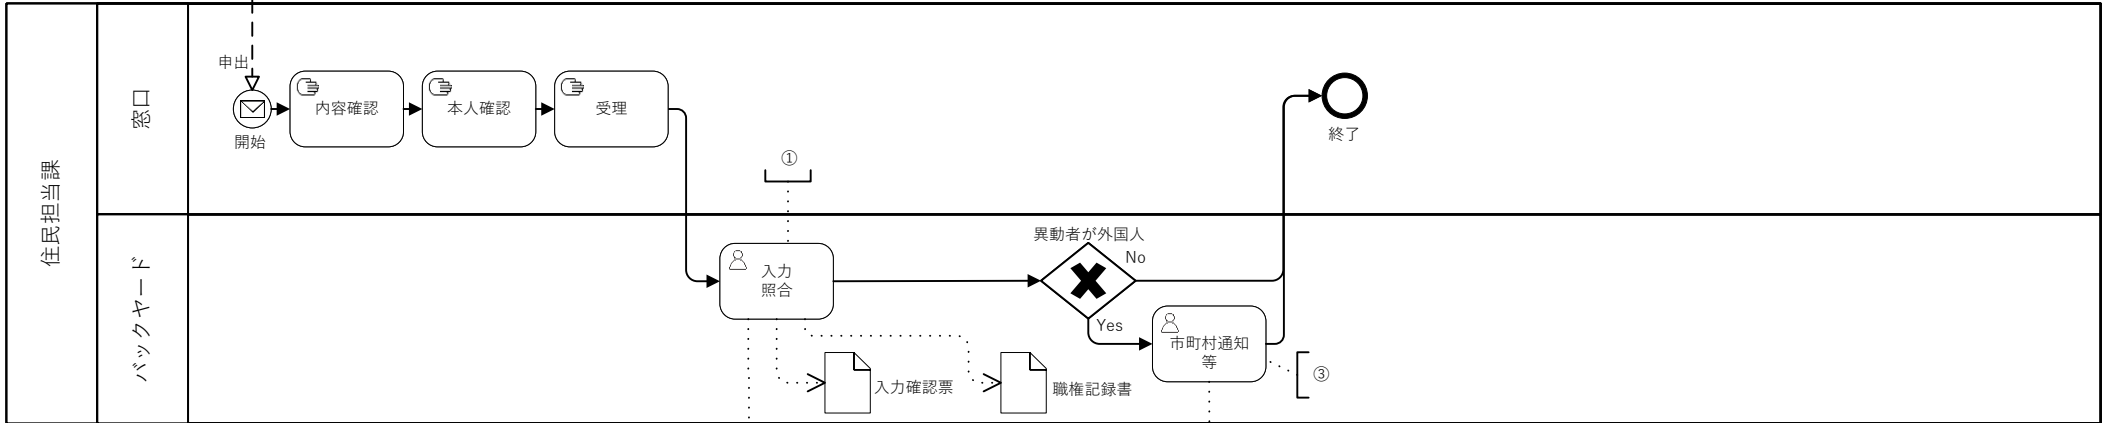 住民担当課
窓口
申出
開始
内容確認
本人確認
受理
①
終了
バックヤード
入力
照合
異動者が外国人
No
Yes
市町村通知
等
③
入力確認票
職権記録書